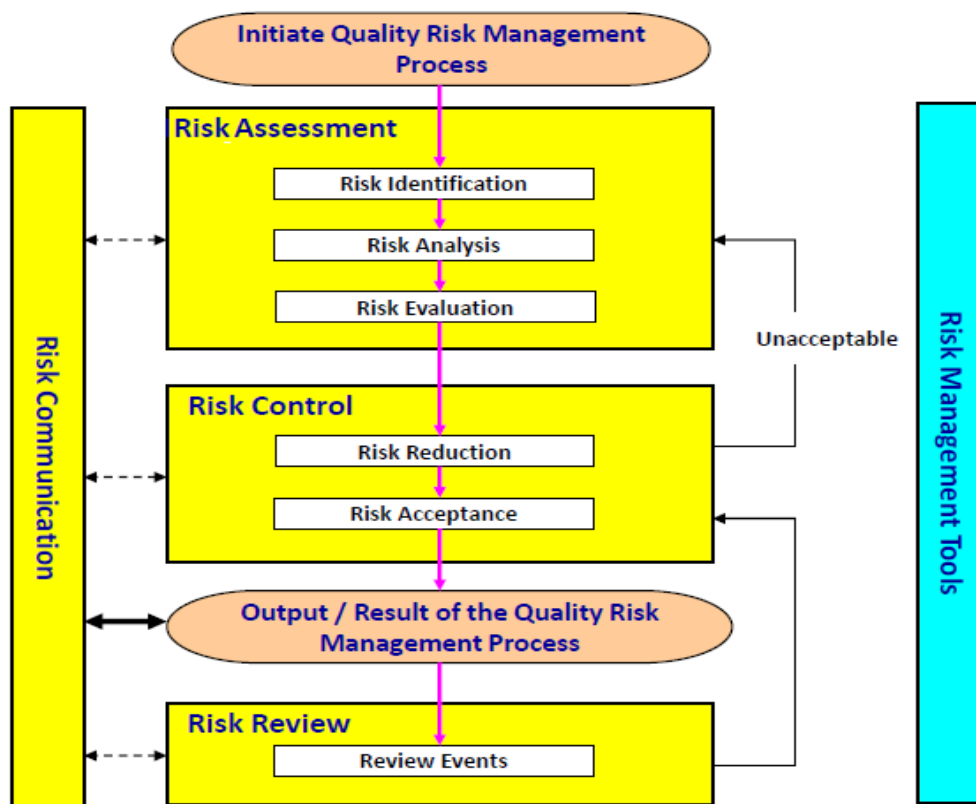 Initiate Quality Risk Management
Process
Risk Assessment
Risk Identification
Risk Analysis
Risk Evaluation
Unacceptable
Risk Control
Risk Reduction
Risk Acceptance
Output / Result of the Quality Risk
Management Process
Risk Review
Review Events
Risk Communication
Risk Management Tools